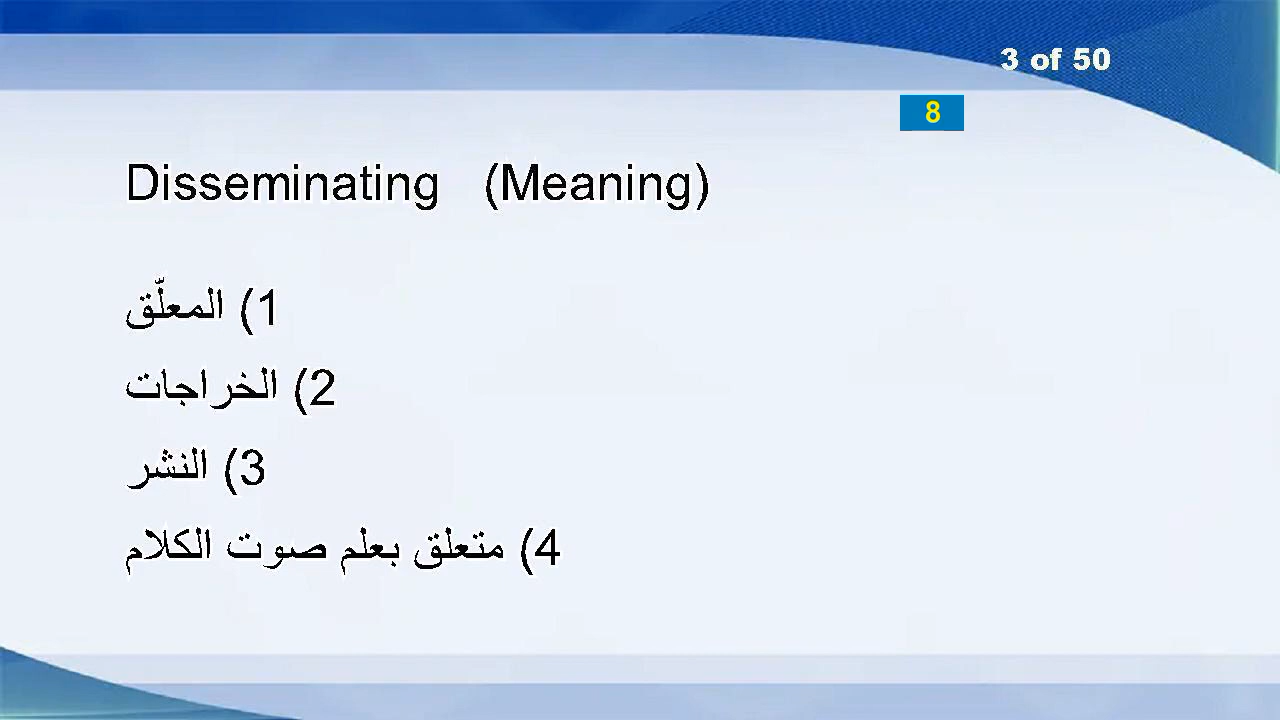 3 of 50
8
Disseminating (Meaning)
1) المعلّق
2) الخراجات
3) النشر
4) متعلق بعلم صوت الكلام